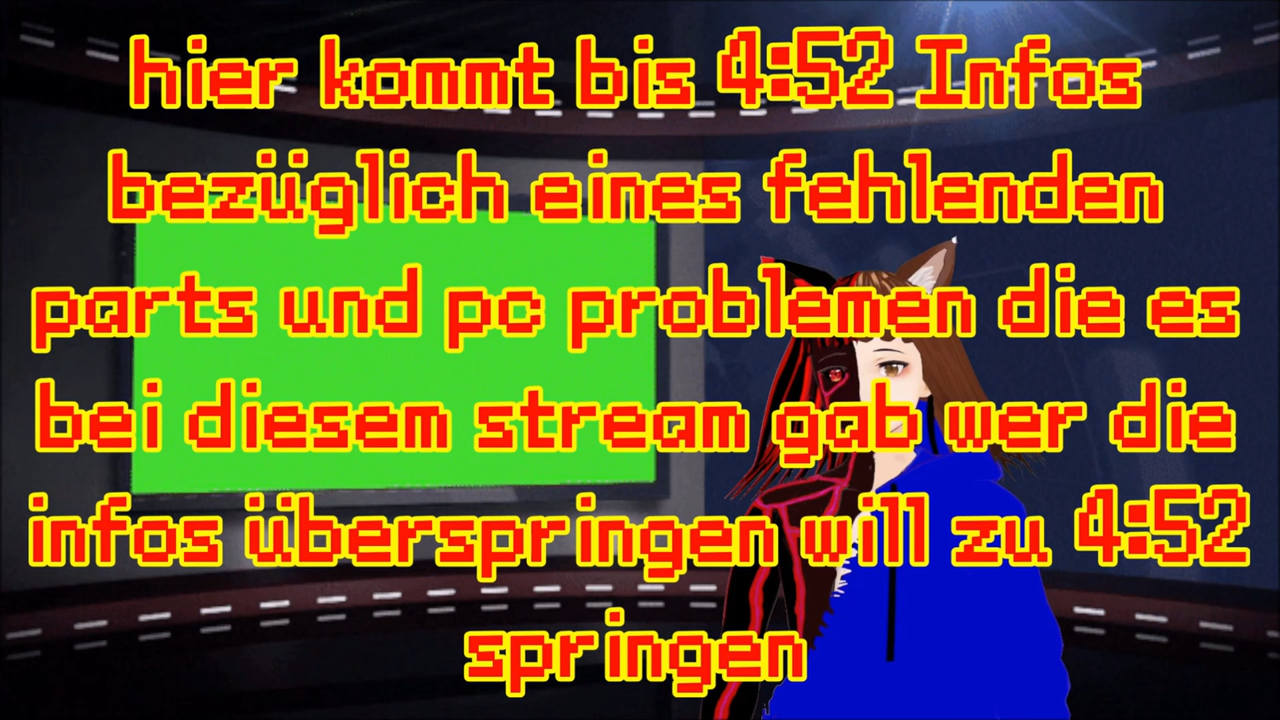 hier kommt bis 4:52 Infos
bezüglich eines fehlenden
parts und pc problemen die es
bei diesem stream gab wer die
infos überspringen will zu 4:52
springen